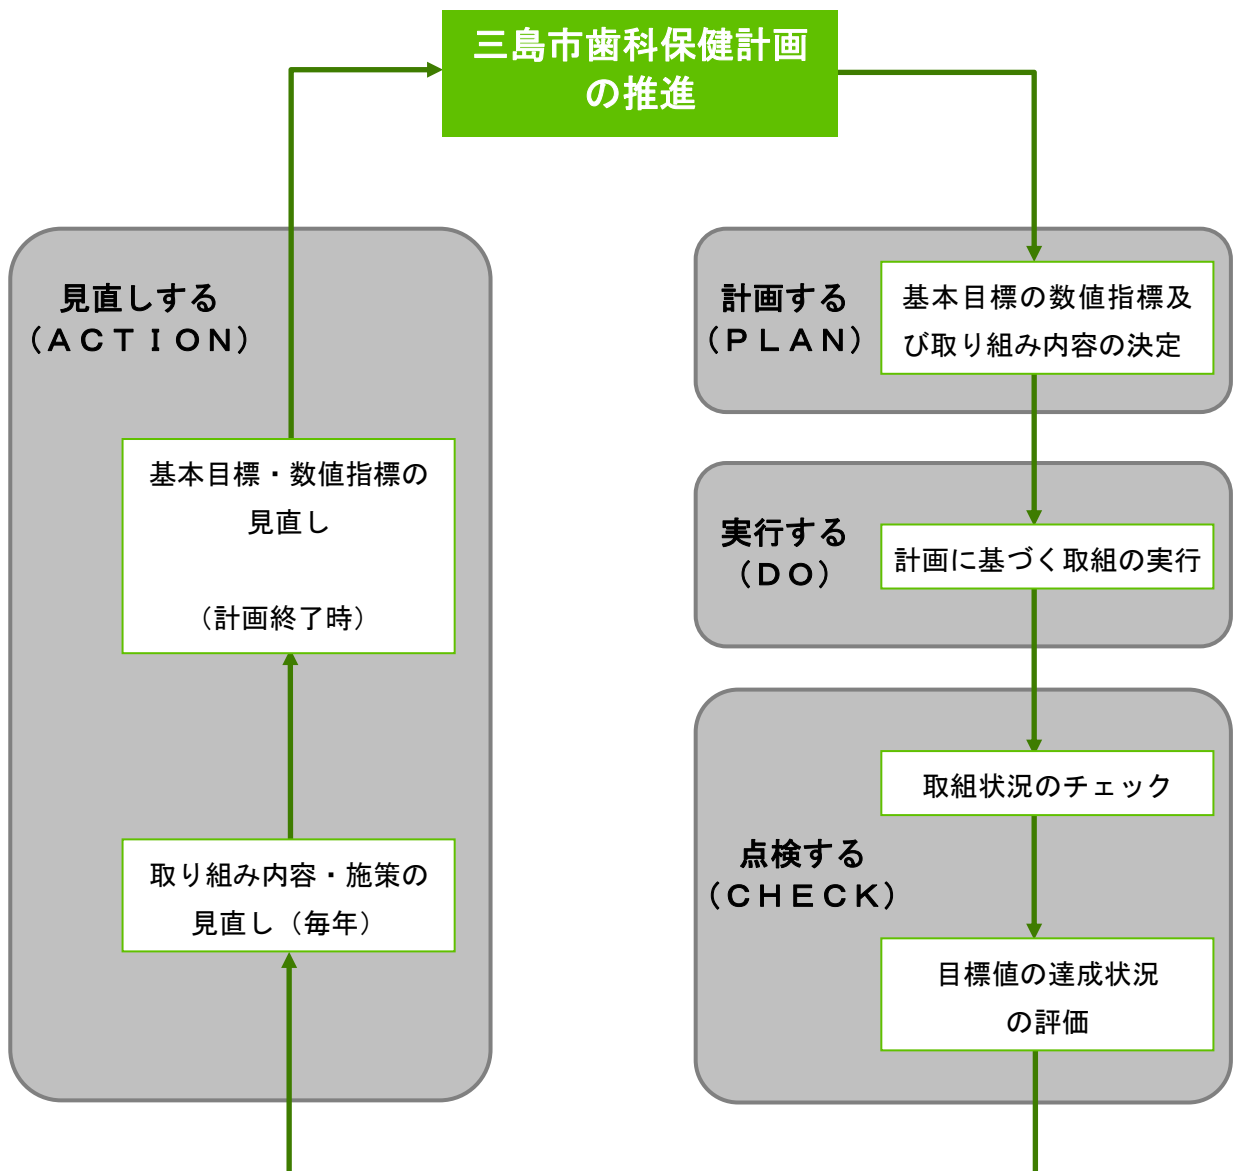 三島市歯科保健計画
の推進
計画する
(ＰＬＡＮ)
基本目標の数値指標及
び取り組み内容の決定
実行する
(ＤＯ)
計画に基づく取組の実行
点検する
(ＣＨＥＣＫ)
取組状況のチェック
目標値の達成状況
の評価
見直しする
(ＡＣＴＩＯＮ)
基本目標・数値指標の
見直し
（計画終了時）
取り組み内容・施策の
見直し（毎年）